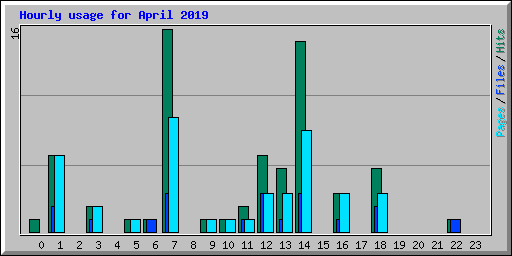 Hourly usage for April 2019
16
Pages/Files/Hits
0 1 2 3 4 5 6 7 8 9 10 11 12 13 14 15 16 17 18 19 20 21 22 23